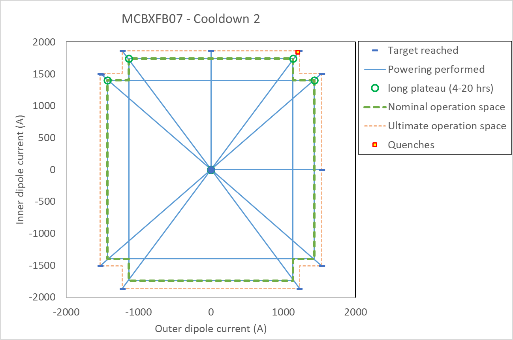 MCBXFB07 - Cooldown 2
2000
1500
1000
500
0
-500
-1000
-1500
-2000
-2000
-1000
0
1000
2000
Inner dipole current (A)
Outer dipole current (A)
Target reached
Powering performed
long plateau (4-20 hrs)
Nominal operation space
Ultimate operation space
Quenches